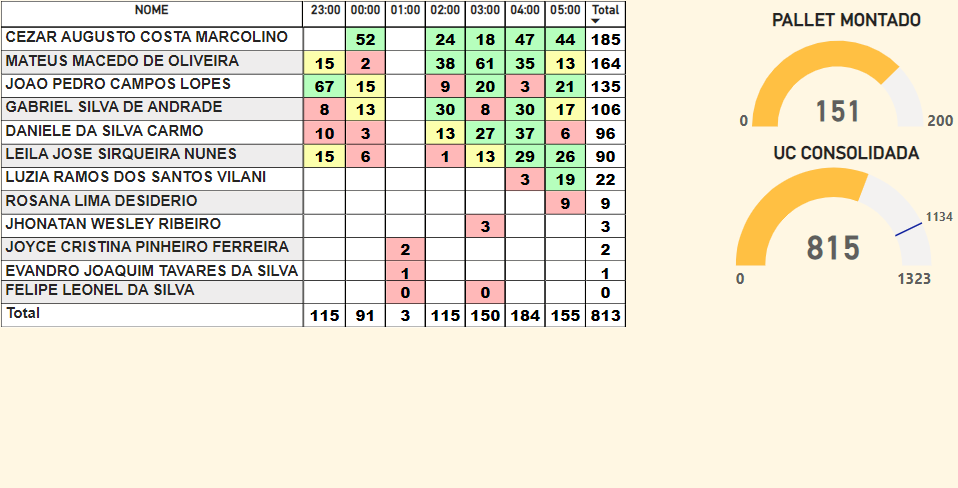 NOME 23:00 00:00 01:00 02:00 03:00 04:00 05:00 Total
CEZAR AUGUSTO COSTA MARCOLINO 52 24 18 47 44 185
MATEUS MACEDO DE OLIVEIRA 15 2 38 61 35 13 164
JOAO PEDRO CAMPOS LOPES 67 15 9 20 3 21 135
GABRIEL SILVA DE ANDRADE 8 13 30 8 30 17 106
DANIELE DA SILVA CARMO 10 3 13 27 37 6 96
LEILA JOSE SIRQUEIRA NUNES 15 6 1 13 29 26 90
LUZIA RAMOS DOS SANTOS VILANI 3 19 22
ROSANA LIMA DESIDERIO 9 9
JHONATAN WESLEY RIBEIRO 3 3
JOYCE CRISTINA PINHEIRO FERREIRA 2 2
EVANDRO JOAQUIM TAVARES DA SILVA 1 1
FELIPE LEONEL DA SILVA 0 0 0
Total 115 91 3 115 150 184 155 813
PALLET MONTADO
151
0 200
UC CONSOLIDADA
1134
815
0 1323